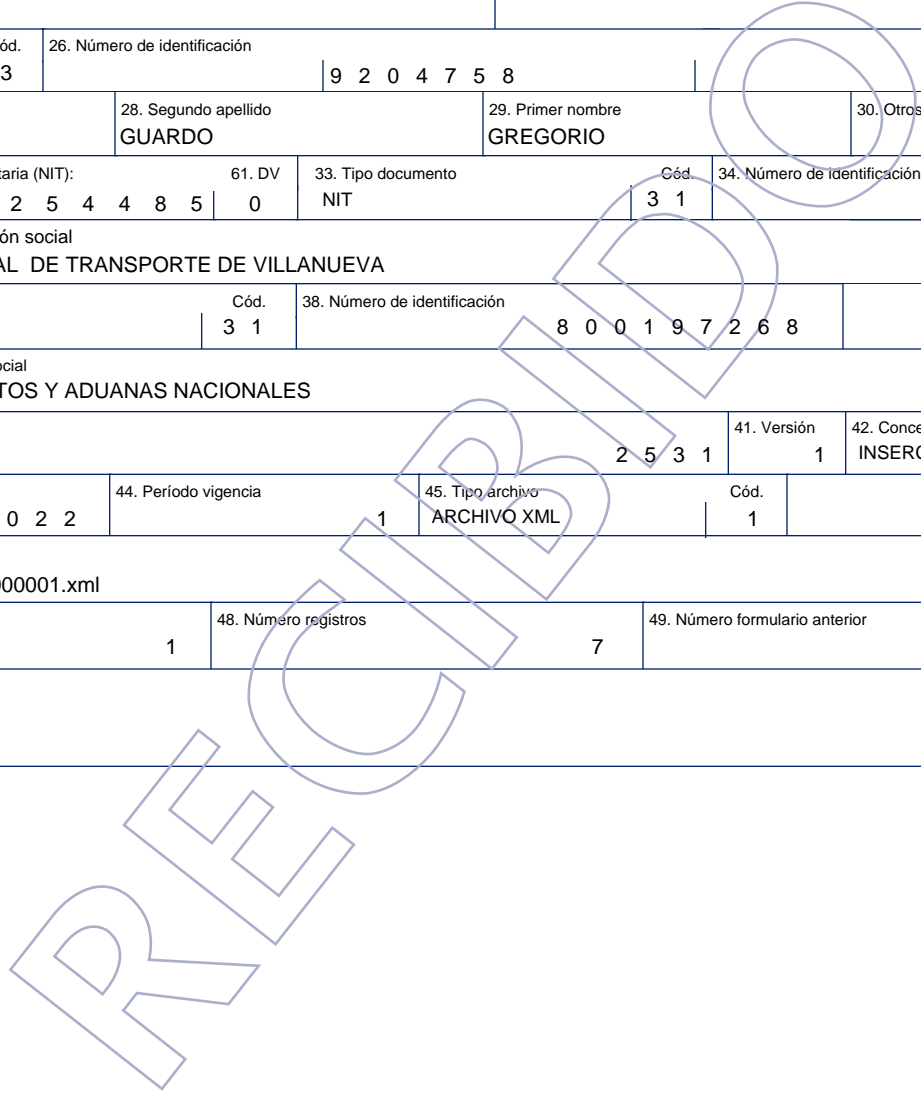 ód. 26. Número de identificación
3 9 2 0 4 7 5 8
28. Segundo apellido 29. Primer nombre 30. Otros
GUARDO GREGORIO
taria (NIT): 61. DV 33. Tipo documento Cód. 34. Número de identificación
2 5 4 4 8 5 0 NIT 3 1
ón social
AL DE TRANSPORTE DE VILLANUEVA
Cód. 38. Número de identificación
3 1 8 0 0 1 9 7 2 6 8
ocial
TOS Y ADUANAS NACIONALES
41. Versión 42. Conce
2 5 3 1 1 INSERC
44. Período vigencia 45. Tipo archivo Cód.
0 2 2 1 ARCHIVO XML 1
000001.xml
48. Número registros 49. Número formulario anterior
1 7
RECIBIDO